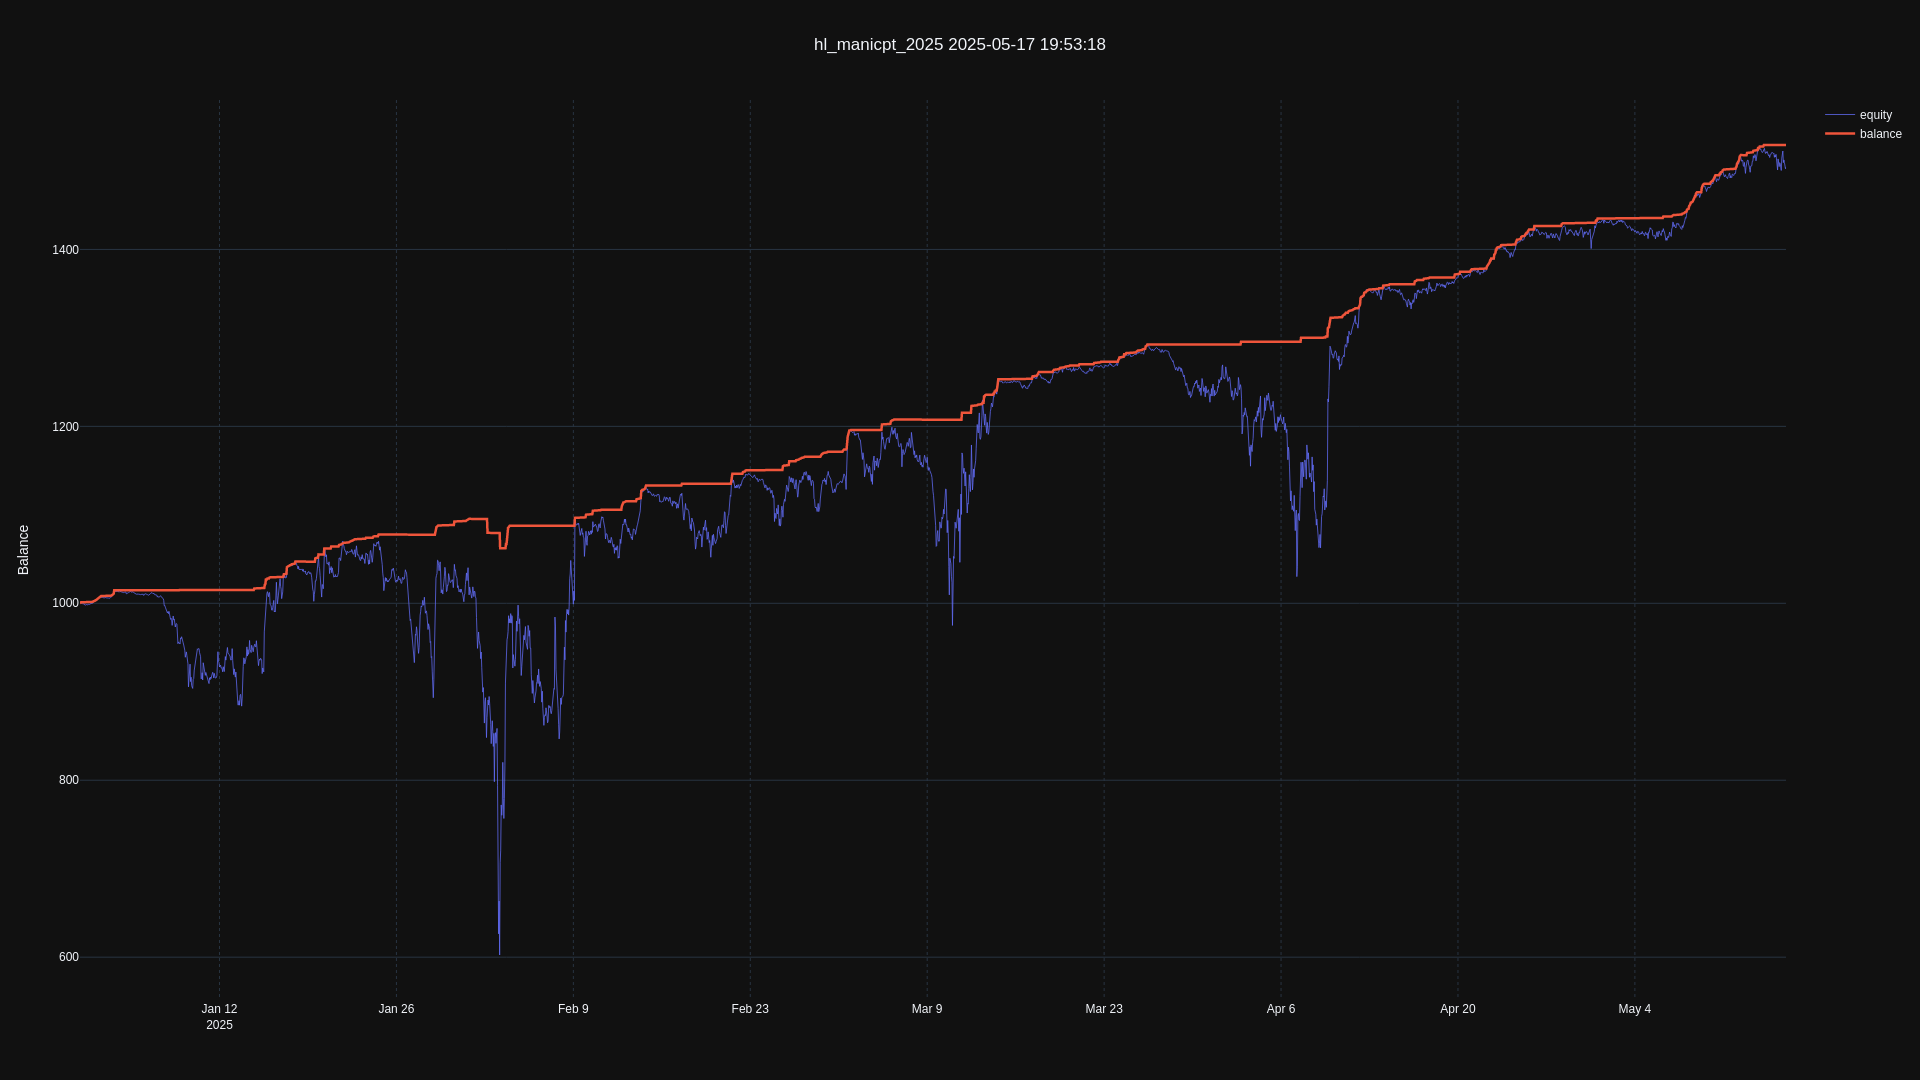 hl_manicpt_2025 2025-05-17 19:53:18
equity
balance
Balance
1400
1200
1000
800
600
Jan 12
2025
Jan 26
Feb 9
Feb 23
Mar 9
Mar 23
Apr 6
Apr 20
May 4